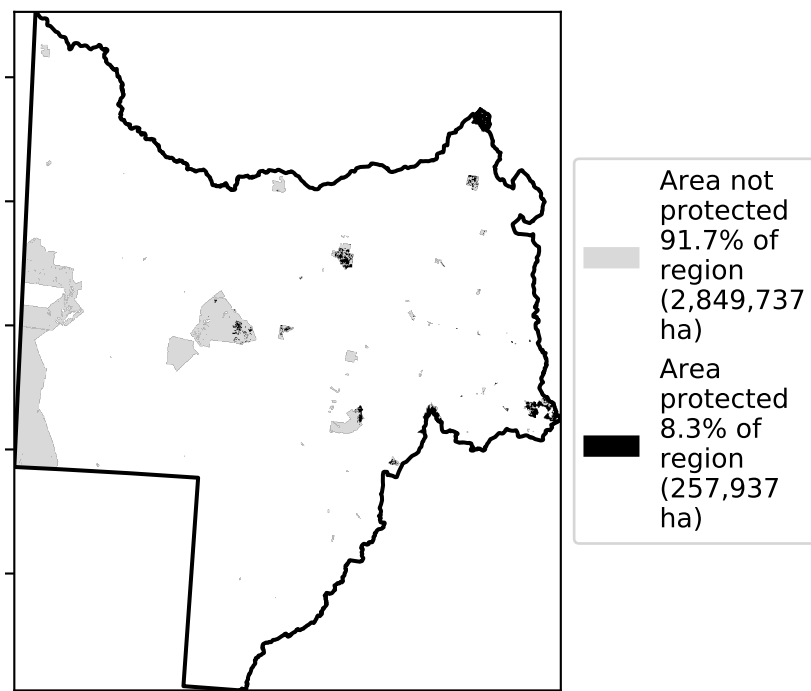 Area not
protected
91.7% of
region
(2,849,737
ha)
Area
protected
8.3% of
region
(257,937
ha)